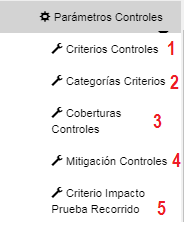 Parámetros Controles
Criterios Controles 1
Categorías Criterios 2
Coberturas
Controles 3
Mitigación Controles 4
Criterio Impacto
Prueba Recorrido 5